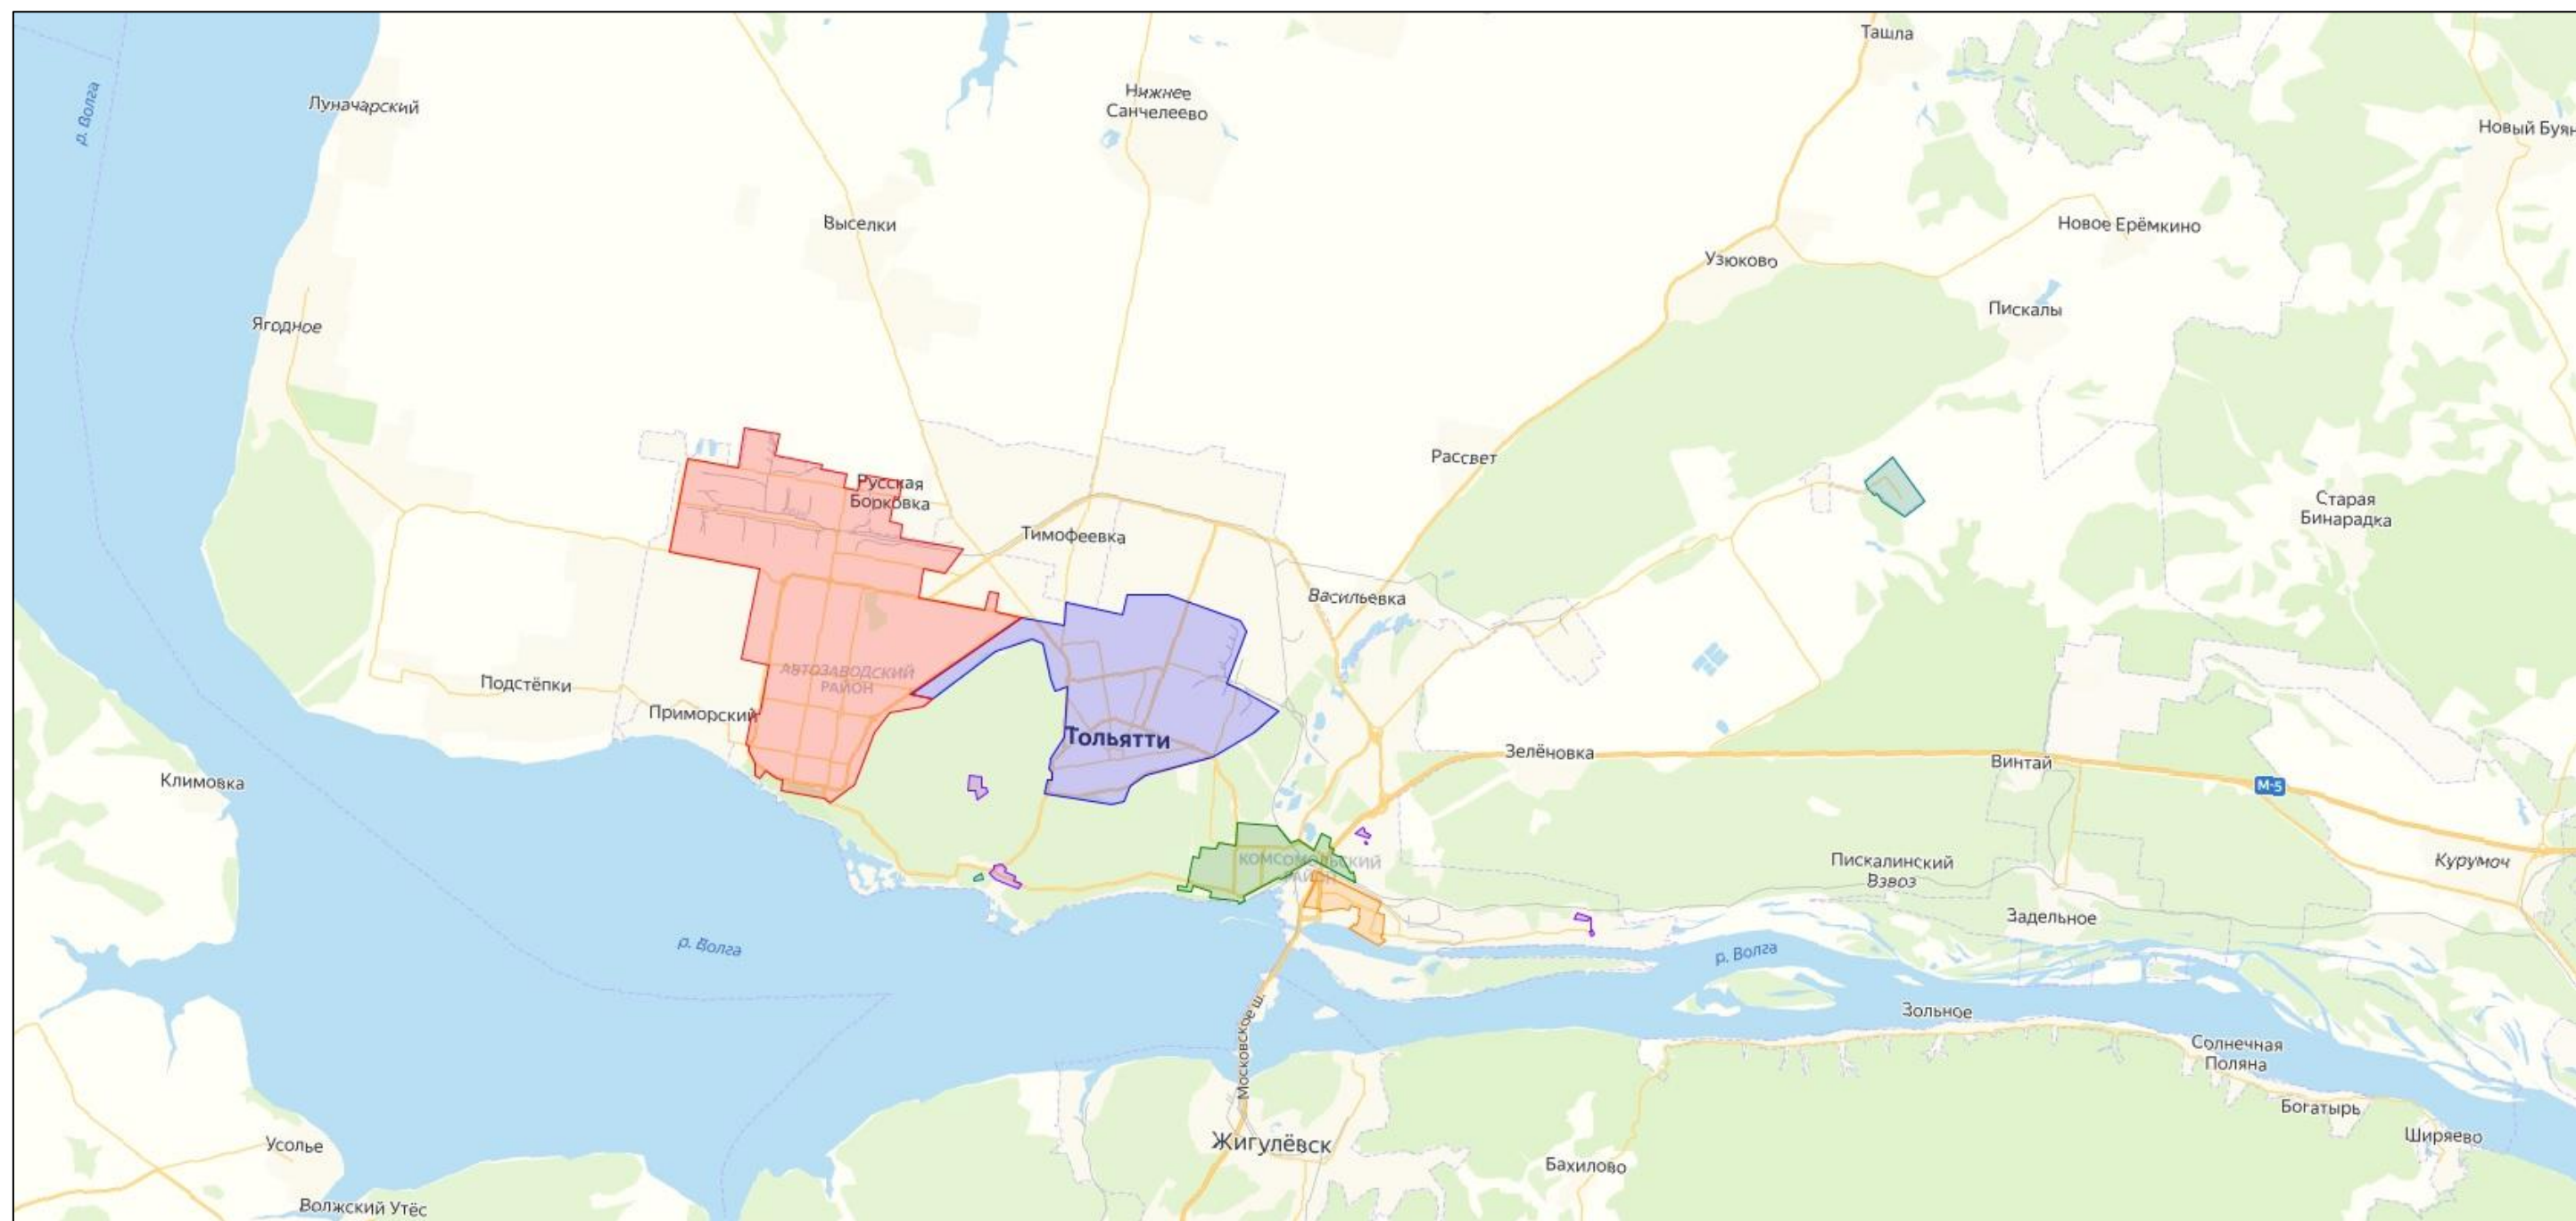 Ташла
р. Волга
Луначарский
Нижнее
Санчелеево
Новый Буян
Выселки
Новое Ерёмкино
Узюково
Пискалы
Ягодное
Рассвет
Русская
Борковка
Старая
Бинарадка
Тимофеевка
Васильевка
АВТОЗАВОДСКИЙ
РАЙОН
Подстёпки
Приморский
Тольятти
Зелёновка
Винтай
Климовка
М-5
КОМСОМОЛЬСКИЙ
РАЙОН
Пискалинский
Взвоз
Курумоч
Задельное
р. Волга
р. Волга
Московское ш.
Зольное
Солнечная
Поляна
Богатырь
Ширяево
Усолье
Жигулёвск
Бахилово
Волжский Утёс